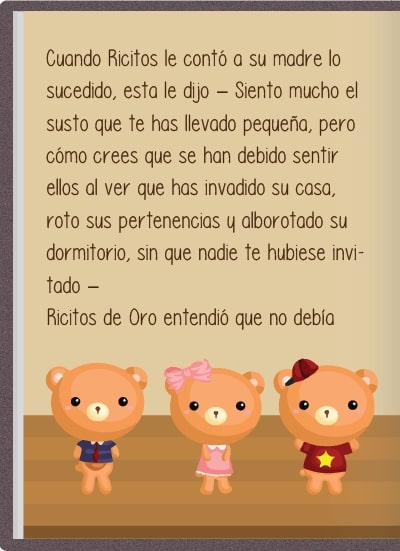 Cuando Ricitos le contó a su madre lo
sucedido, esta le dijo – Siento mucho el
susto que te has llevado pequeña, pero
cómo crees que se han debido sentir
ellos al ver que has invadido su casa,
roto sus pertenencias y alborotado su
dormitorio, sin que nadie te hubiese invi-
tado –
Ricitos de Oro entendió que no debía